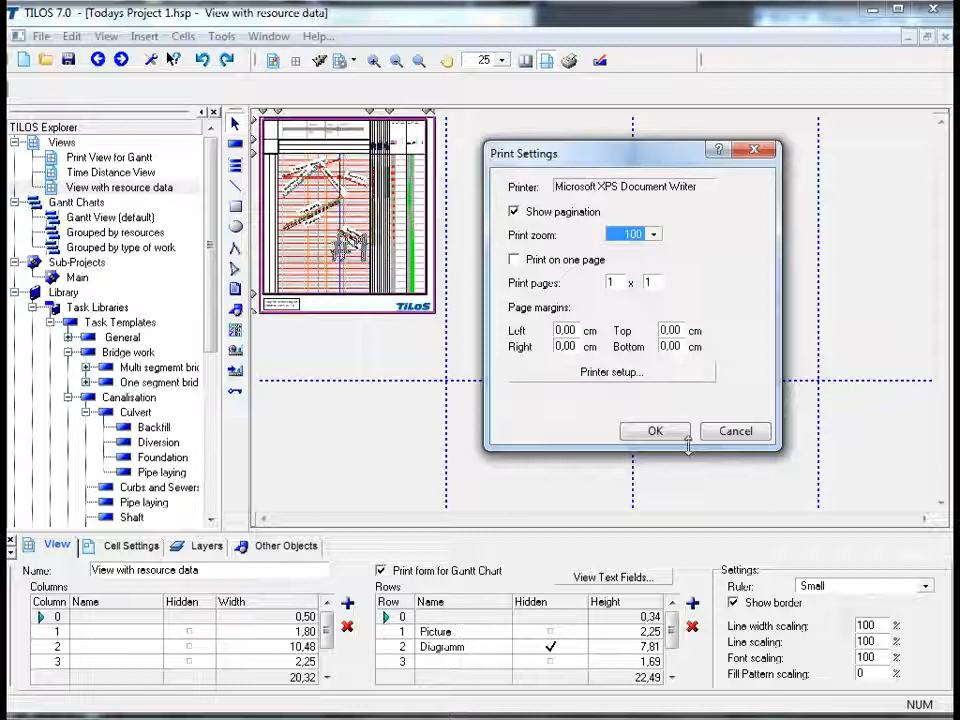 TILOS 7.0 - [Todays Project 1.hsp - View with resource data]
File Edit View Insert Cells Tools Window Help...
25
TILOS Explorer
Views
Print View for Gantt
Time Distance View
View with resource data
Gantt Charts
Gantt View (default)
Grouped by resources
Grouped by type of work
Sub-Projects
Main
Library
Task Libraries
Task Templates
General
Bridge work
Multi segment bric
One segment brid
Canalisation
Culvert
Backfill
Diversion
Foundation
Pipe laying
Curbs and Sewers
Pipe laying
Shaft
TILOS
Print Settings
Printer: Microsoft XPS Document Writer
Show pagination
Print zoom: 100
Print on one page
Print pages: 1 x 1
Page margins:
Left 0,00 cm Top 0,00 cm
Right 0,00 cm Bottom 0,00 cm
Printer setup...
OK Cancel
View Cell Settings Layers Other Objects
Name: View with resource data
Columns
Column Name Hidden Width
0 0,50
1 1,80
2 10,48
3 2,25
20,32
Print form for Gantt Chart View Text Fields...
Rows
Row Name Hidden Height
0 0,34
1 Picture 2,25
2 Diagramm 7,81
3 1,69
22,49
Settings:
Ruler: Small
Show border
Line width scaling: 100 %
Line scaling: 100 %
Font scaling: 100 %
Fill Pattern scaling: 0 %
NUM